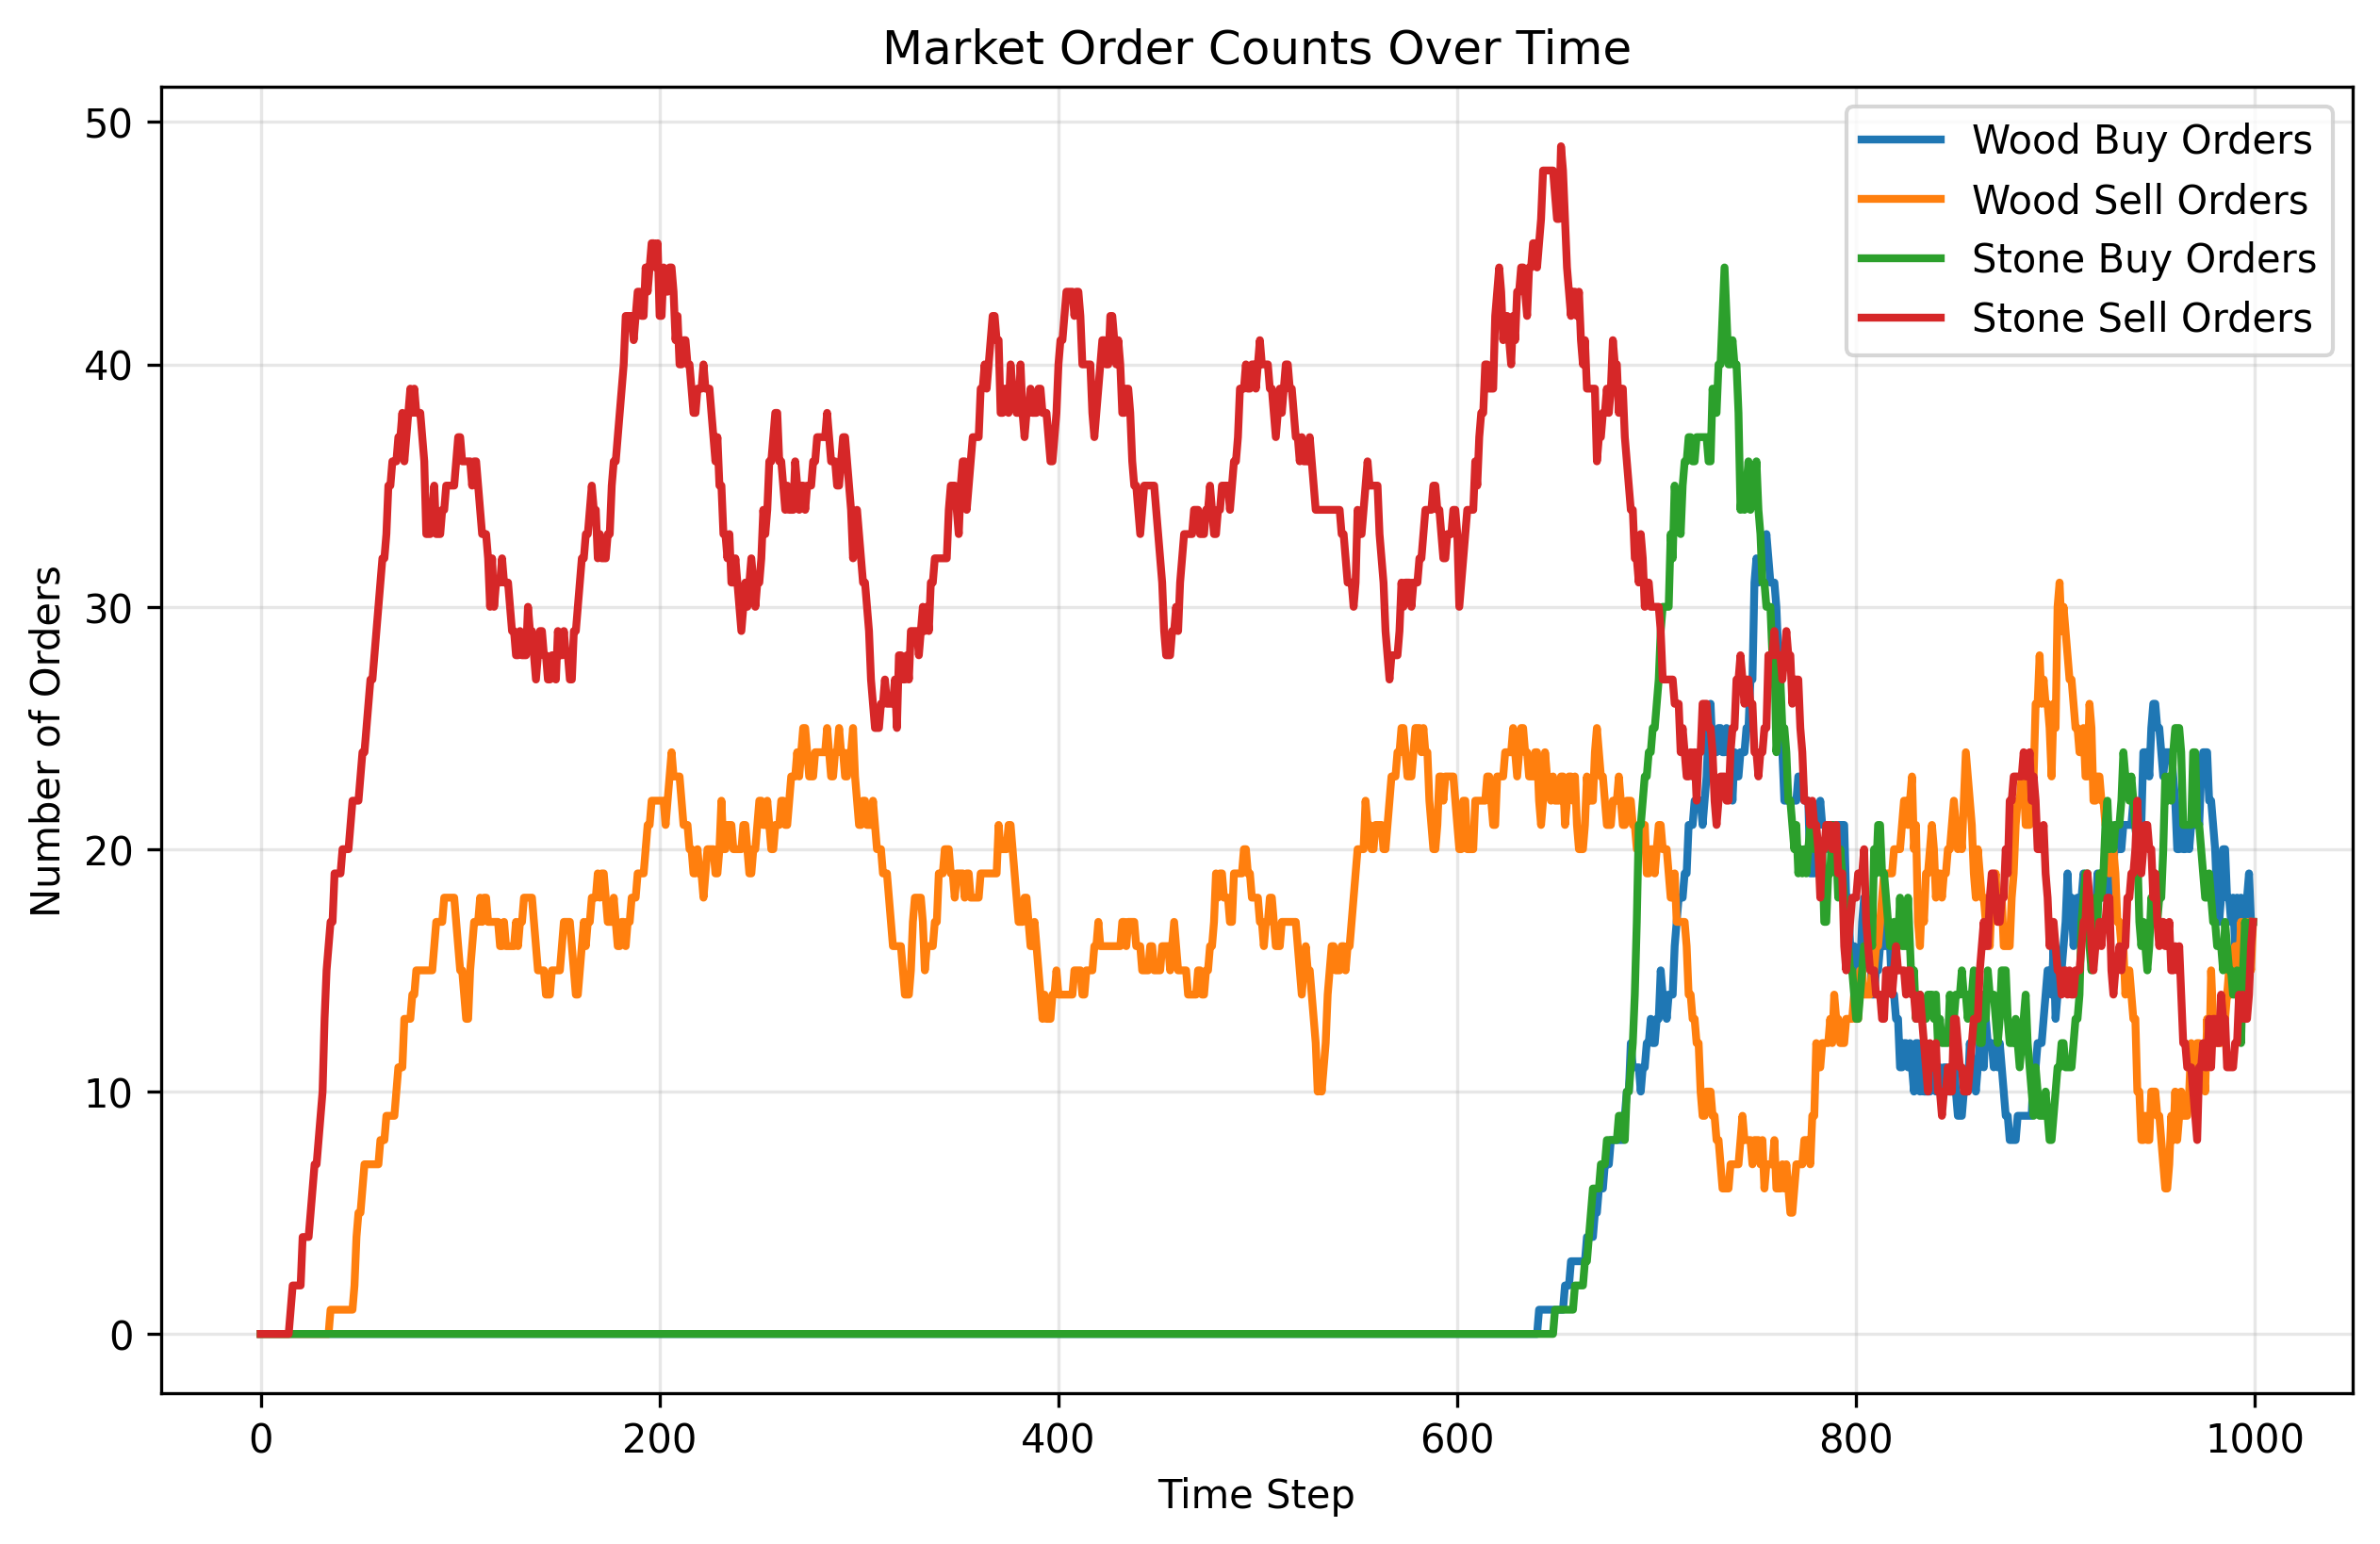 Market Order Counts Over Time
Number of Orders
50
40
30
20
10
0
0 200 400 600 800 1000
Time Step
Wood Buy Orders
Wood Sell Orders
Stone Buy Orders
Stone Sell Orders